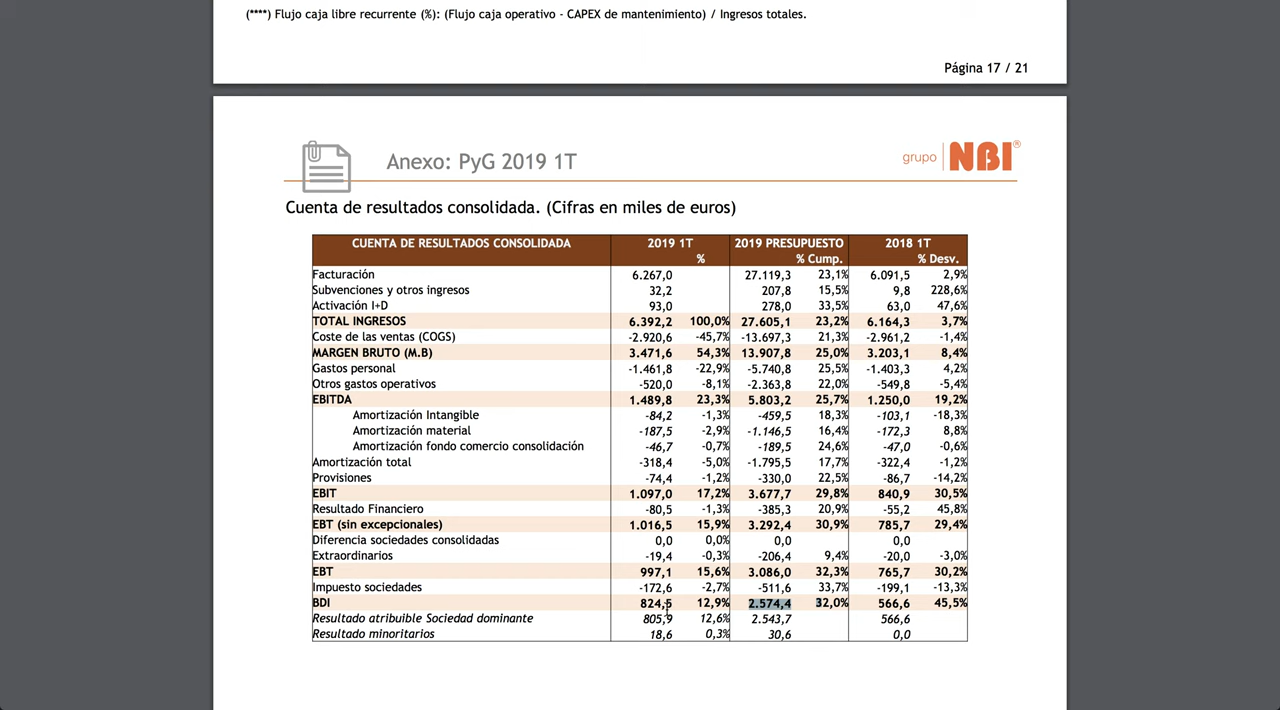 (****) Flujo caja libre recurrente (%): (Flujo caja operativo - CAPEX de mantenimiento) / Ingresos totales.
Página 17 / 21
Anexo: PyG 2019 1T
grupo NBI®
Cuenta de resultados consolidada. (Cifras en miles de euros)
CUENTA DE RESULTADOS CONSOLIDADA 2019 1T 2019 PRESUPUESTO 2018 1T
% % Cump. % Desv.
Facturación 6.267,0 27.119,3 23,1% 6.091,5 2,9%
Subvenciones y otros ingresos 32,2 207,8 15,5% 9,8 228,6%
Activación I+D 93,0 278,0 33,5% 63,0 47,6%
TOTAL INGRESOS 6.392,2 100,0% 27.605,1 23,2% 6.164,3 3,7%
Coste de las ventas (COGS) -2.920,6 -45,7% -13.697,3 21,3% -2.961,2 -1,4%
MARGEN BRUTO (M.B) 3.471,6 54,3% 13.907,8 25,0% 3.203,1 8,4%
Gastos personal -1.461,8 -22,9% -5.740,8 25,5% -1.403,3 4,2%
Otros gastos operativos -520,0 -8,1% -2.363,8 22,0% -549,8 -5,4%
EBITDA 1.489,8 23,3% 5.803,2 25,7% 1.250,0 19,2%
Amortización Intangible -84,2 -1,3% -459,5 18,3% -103,1 -18,3%
Amortización material -187,5 -2,9% -1.146,5 16,4% -172,3 8,8%
Amortización fondo comercio consolidación -46,7 -0,7% -189,5 24,6% -47,0 -0,6%
Amortización total -318,4 -5,0% -1.795,5 17,7% -322,4 -1,2%
Provisiones -74,4 -1,2% -330,0 22,5% -86,7 -14,2%
EBIT 1.097,0 17,2% 3.677,7 29,8% 840,9 30,5%
Resultado Financiero -80,5 -1,3% -385,3 20,9% -55,2 45,8%
EBT (sin excepcionales) 1.016,5 15,9% 3.292,4 30,9% 785,7 29,4%
Diferencia sociedades consolidadas 0,0 0,0% 0,0 0,0
Extraordinarios -19,4 -0,3% -206,4 9,4% -20,0 -3,0%
EBT 997,1 15,6% 3.086,0 32,3% 765,7 30,2%
Impuesto sociedades -172,6 -2,7% -511,6 33,7% -199,1 -13,3%
BDI 824,5 12,9% 2.574,4 32,0% 566,6 45,5%
Resultado atribuible Sociedad dominante 805,9 12,6% 2.543,7 566,6
Resultado minoritarios 18,6 0,3% 30,6 0,0